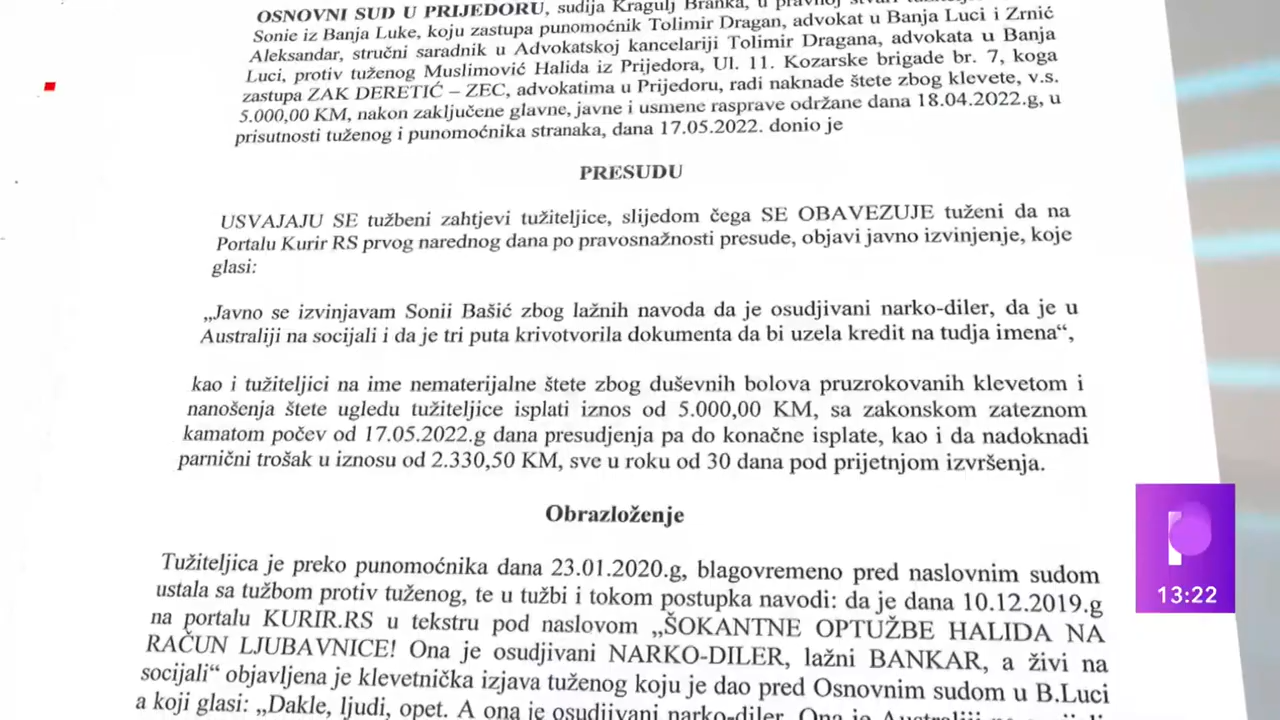 OSNOVNI SUD U PRIJEDORU, sudija Kragulj Branka, u pravnoj stvari
Sonie iz Banja Luke, koju zastupa punomoćnik Tolimir Dragan, advokat u Banja Luci i Zrnić
Aleksandar, stručni saradnik u Advokatskoj kancelariji Tolimir Dragana, advokata u Banja
Luci, protiv tuženog Muslimović Halida iz Prijedora, Ul. 11. Kozarske brigade br. 7, koga
zastupa ZAK DERETIĆ – ZEC, advokatima u Prijedoru, radi naknade štete zbog klevete, v.s.
5.000,00 KM, nakon zaključene glavne, javne i usmene rasprave održane dana 18.04.2022.g, u
prisutnosti tuženog i punomoćnika stranaka, dana 17.05.2022. donio je
PRESUDU
USVAJAJU SE tužbeni zahtjevi tužiteljice, slijedom čega SE OBAVEZUJE tuženi da na
Portalu Kurir RS prvog narednog dana po pravosnažnosti presude, objavi javno izvinjenje, koje
glasi:
„Javno se izvinjavam Sonii Bašić zbog lažnih navoda da je osudjivani narko-diler, da je u
Australiji na socijali i da je tri puta krivotvorila dokumenta da bi uzela kredit na tudja imena“,
kao i tužiteljici na ime nematerijalne štete zbog duševnih bolova pruzrokovanih klevetom i
nanošenja štete ugledu tužiteljice isplati iznos od 5.000,00 KM, sa zakonskom zateznom
kamatom počev od 17.05.2022.g dana presudjenja pa do konačne isplate, kao i da nadoknadi
parnični trošak u iznosu od 2.330,50 KM, sve u roku od 30 dana pod prijetnjom izvršenja.
Obrazloženje
Tužiteljica je preko punomoćnika dana 23.01.2020.g, blagovremeno pred naslovnim sudom
ustala sa tužbom protiv tuženog, te u tužbi i tokom postupka navodi: da je dana 10.12.2019.g
na portalu KURIR.RS u tekstru pod naslovom „ŠOKANTNE OPTUŽBE HALIDA NA
RAČUN LJUBAVNICE! Ona je osudjivani NARKO-DILER, lažni BANKAR, a živi na
socijali“ objavljena je klevetnička izjava tuženog koju je dao pred Osnovnim sudom u B.Luci
a koji glasi: „Dakle, ljudi, opet. A ona je osudjivani narko-diler. Ona je
13:22